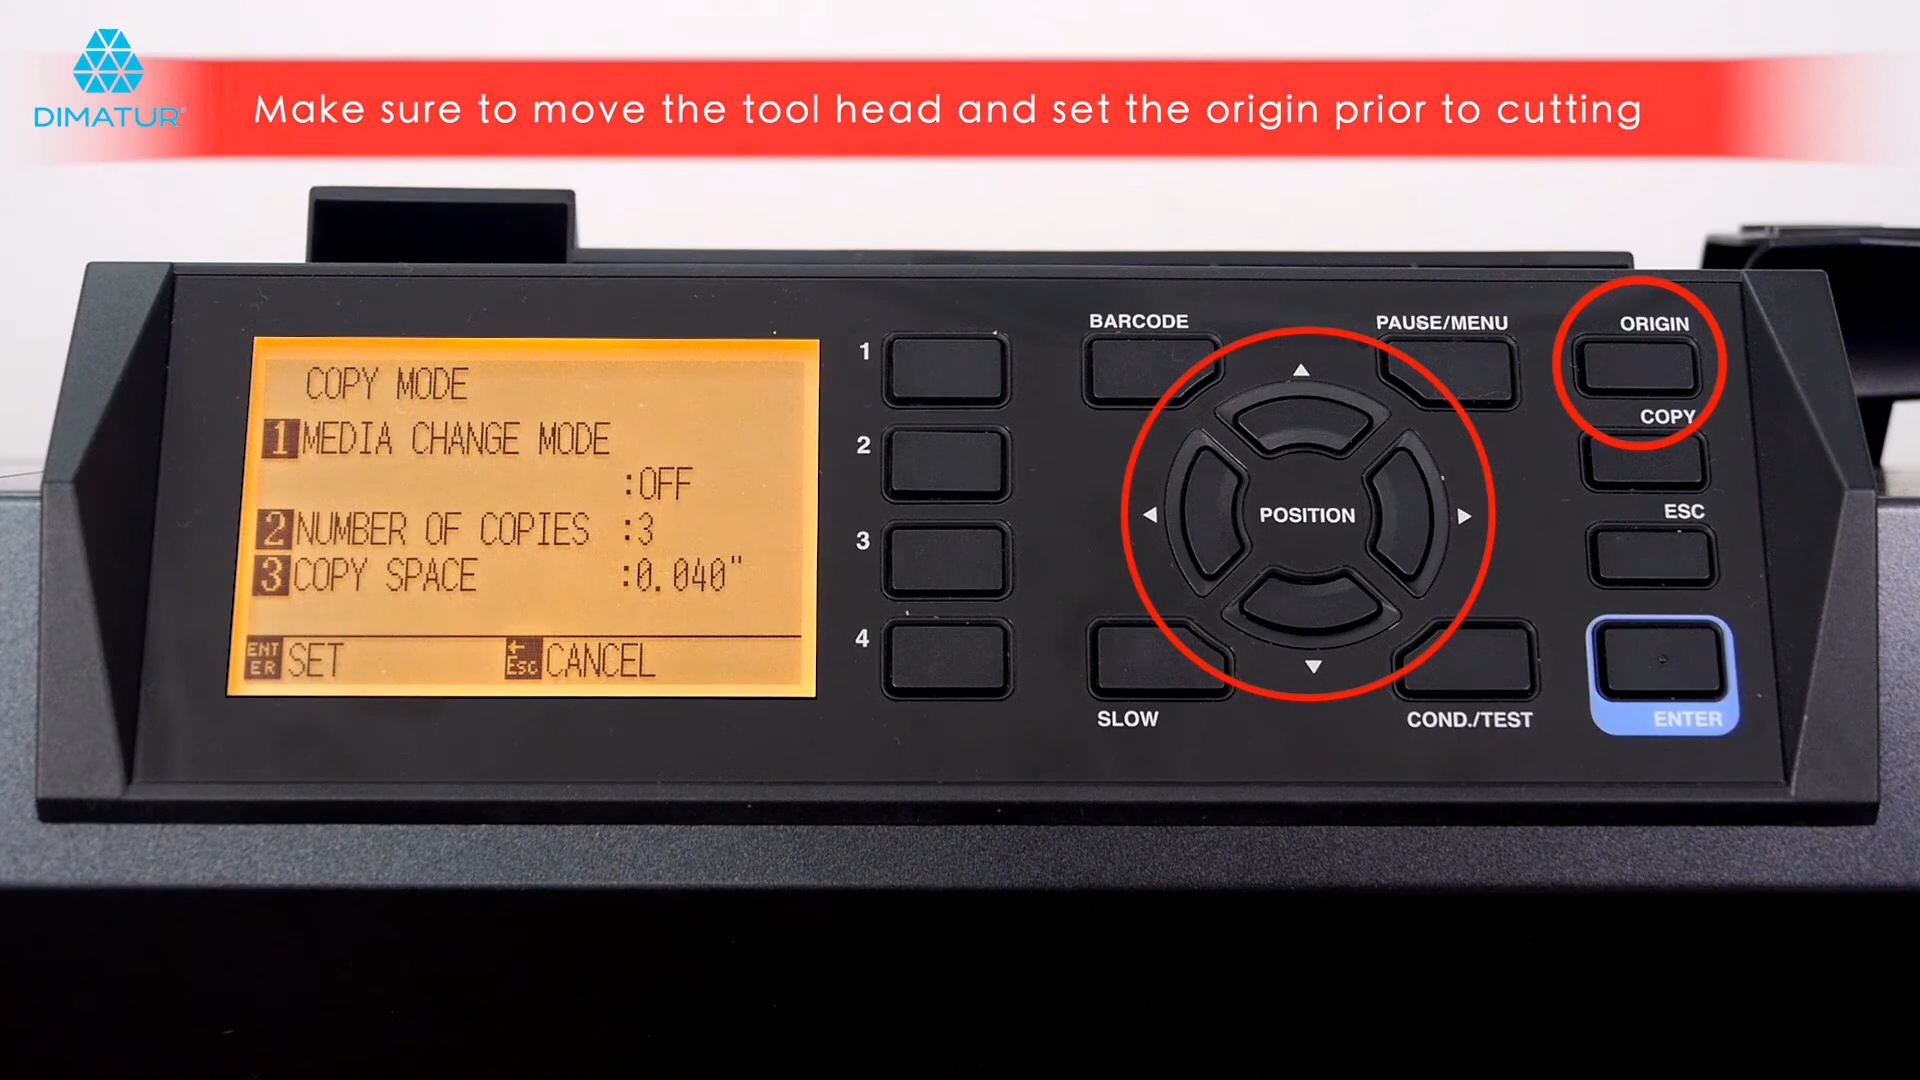 DIMATUR
Make sure to move the tool head and set the origin prior to cutting
COPY MODE
1 MEDIA CHANGE MODE
:OFF
2 NUMBER OF COPIES :3
3 COPY SPACE :0.040"
ENTER SET ←Esc CANCEL
1
2
3
4
BARCODE
PAUSE/MENU
ORIGIN
COPY
POSITION
ESC
SLOW
COND./TEST
ENTER